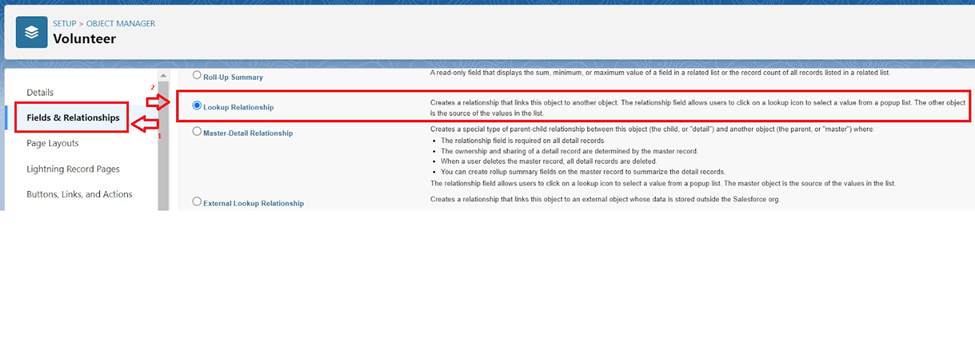 SETUP > OBJECT MANAGER
Volunteer
Details
2
Fields & Relationships
1
Page Layouts
Lightning Record Pages
Buttons, Links, and Actions
Roll-Up Summary
A read-only field that displays the sum, minimum, or maximum value of a field in a related list or the record count of all records listed in a related list.
Lookup Relationship
Creates a relationship that links this object to another object. The relationship field allows users to click on a lookup icon to select a value from a popup list. The other object
is the source of the values in the list.
Master-Detail Relationship
Creates a special type of parent-child relationship between this object (the child, or "detail") and another object (the parent, or "master") where:
• The relationship field is required on all detail records.
• The ownership and sharing of a detail record are determined by the master record.
• When a user deletes the master record, all detail records are deleted.
• You can create rollup summary fields on the master record to summarize the detail records.
The relationship field allows users to click on a lookup icon to select a value from a popup list. The master object is the source of the values in the list.
External Lookup Relationship
Creates a relationship that links this object to an external object whose data is stored outside the Salesforce org.